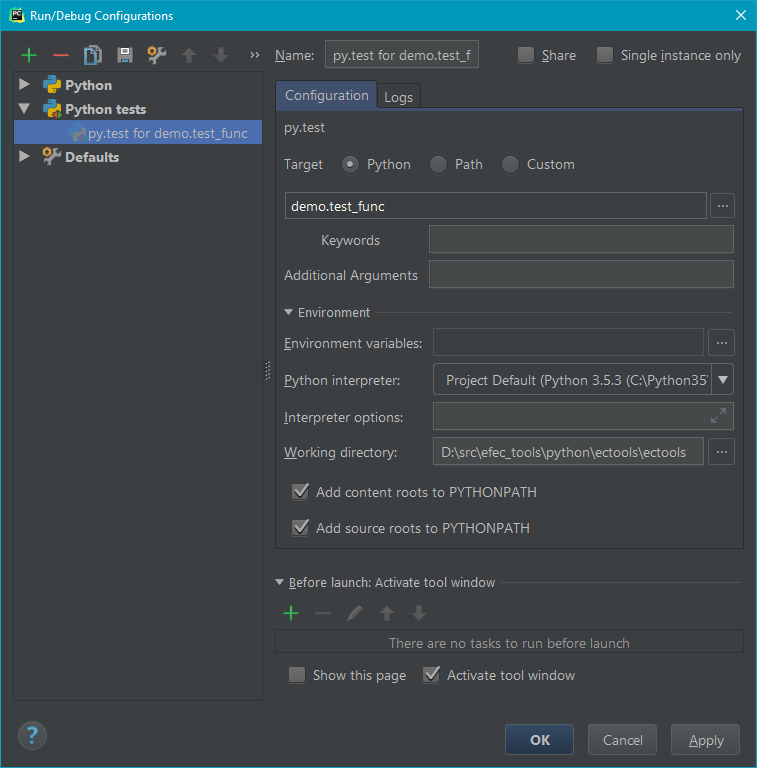 Run/Debug Configurations
Name: py.test for demo.test_f Share Single instance only
Python
Python tests
py.test for demo.test_func
Defaults
Configuration Logs
py.test
Target Python Path Custom
demo.test_func ...
Keywords
Additional Arguments
Environment
Environment variables: ...
Python interpreter: Project Default (Python 3.5.3 (C:\Python35\
Interpreter options:
Working directory: D:\src\efec_tools\python\ectools\ectools ...
Add content roots to PYTHONPATH
Add source roots to PYTHONPATH
Before launch: Activate tool window
There are no tasks to run before launch
Show this page Activate tool window
? OK Cancel Apply